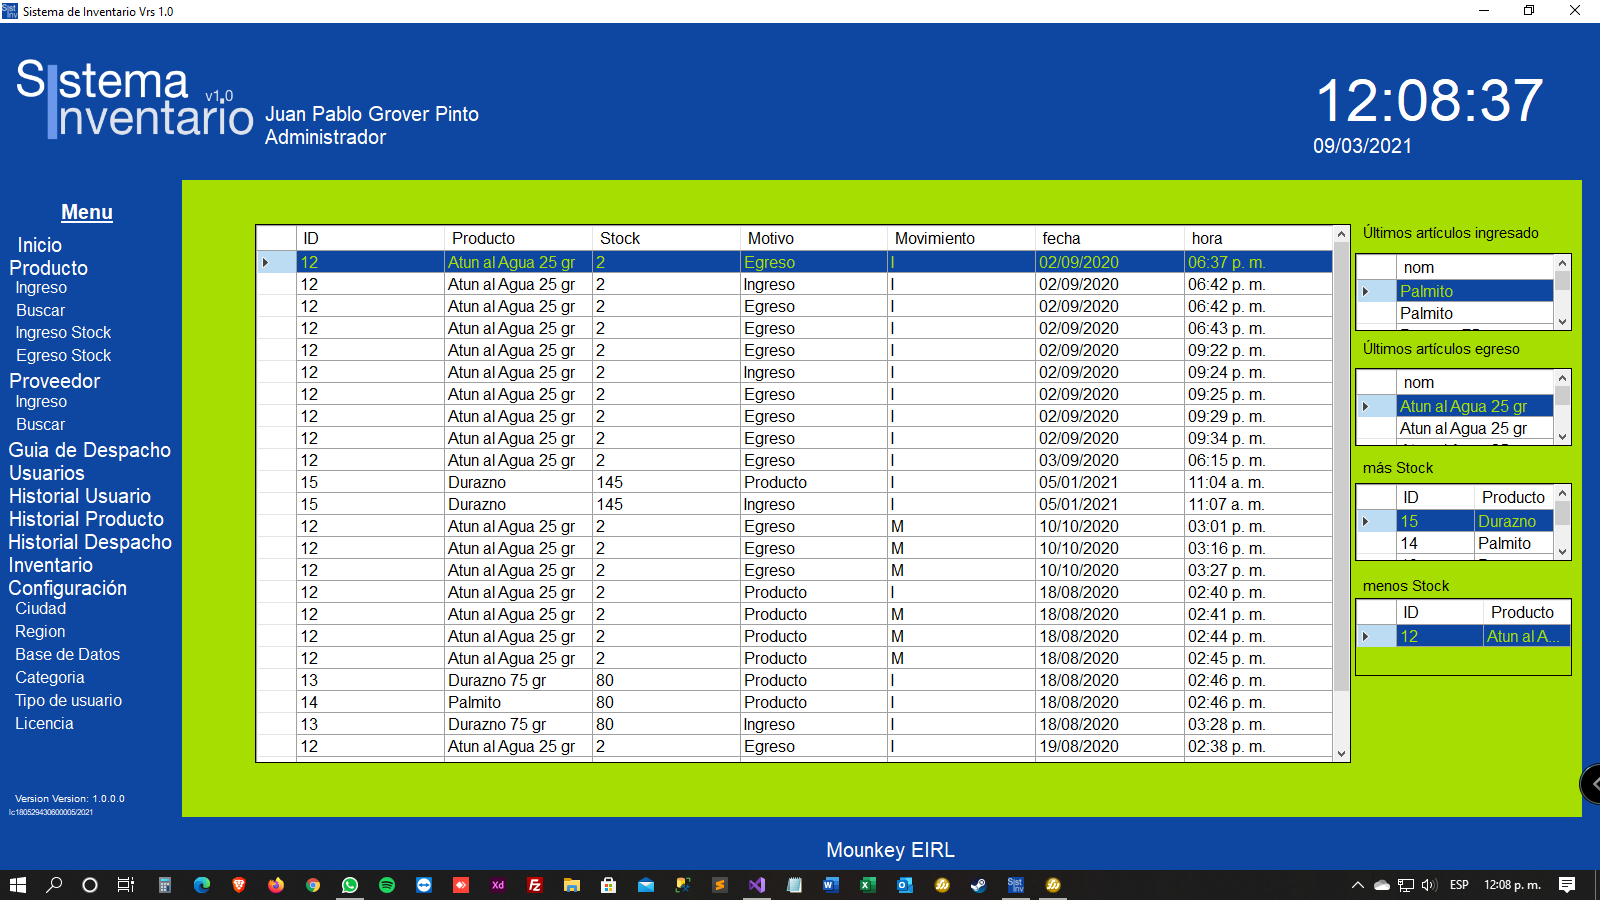 Sistema de Inventario Vrs 1.0
Sistema
Inventario v1.0
Juan Pablo Grover Pinto
Administrador
12:08:37
09/03/2021
Menu
Inicio
Producto
Ingreso
Buscar
Ingreso Stock
Egreso Stock
Proveedor
Ingreso
Buscar
Guia de Despacho
Usuarios
Historial Usuario
Historial Producto
Historial Despacho
Inventario
Configuración
Ciudad
Region
Base de Datos
Categoria
Tipo de usuario
Licencia
Version Version: 1.0.0.0
lc180529430600005/2021
ID Producto Stock Motivo Movimiento fecha hora
12 Atun al Agua 25 gr 2 Egreso I 02/09/2020 06:37 p. m.
12 Atun al Agua 25 gr 2 Ingreso I 02/09/2020 06:42 p. m.
12 Atun al Agua 25 gr 2 Egreso I 02/09/2020 06:42 p. m.
12 Atun al Agua 25 gr 2 Egreso I 02/09/2020 06:43 p. m.
12 Atun al Agua 25 gr 2 Egreso I 02/09/2020 09:22 p. m.
12 Atun al Agua 25 gr 2 Ingreso I 02/09/2020 09:24 p. m.
12 Atun al Agua 25 gr 2 Egreso I 02/09/2020 09:25 p. m.
12 Atun al Agua 25 gr 2 Egreso I 02/09/2020 09:29 p. m.
12 Atun al Agua 25 gr 2 Egreso I 02/09/2020 09:34 p. m.
12 Atun al Agua 25 gr 2 Egreso I 03/09/2020 06:15 p. m.
15 Durazno 145 Producto I 05/01/2021 11:04 a. m.
15 Durazno 145 Ingreso I 05/01/2021 11:07 a. m.
12 Atun al Agua 25 gr 2 Egreso M 10/10/2020 03:01 p. m.
12 Atun al Agua 25 gr 2 Egreso M 10/10/2020 03:16 p. m.
12 Atun al Agua 25 gr 2 Egreso M 10/10/2020 03:27 p. m.
12 Atun al Agua 25 gr 2 Producto I 18/08/2020 02:40 p. m.
12 Atun al Agua 25 gr 2 Producto M 18/08/2020 02:41 p. m.
12 Atun al Agua 25 gr 2 Producto M 18/08/2020 02:44 p. m.
12 Atun al Agua 25 gr 2 Producto M 18/08/2020 02:45 p. m.
13 Durazno 75 gr 80 Producto I 18/08/2020 02:46 p. m.
14 Palmito 80 Producto I 18/08/2020 02:46 p. m.
13 Durazno 75 gr 80 Ingreso I 18/08/2020 03:28 p. m.
12 Atun al Agua 25 gr 2 Egreso I 19/08/2020 02:38 p. m.
Últimos artículos ingresado
nom
Palmito
Palmito
Últimos artículos egreso
nom
Atun al Agua 25 gr
Atun al Agua 25 gr
más Stock
ID Producto
15 Durazno
14 Palmito
menos Stock
ID Producto
12 Atun al A...
Mounkey EIRL
ESP 12:08 p. m.